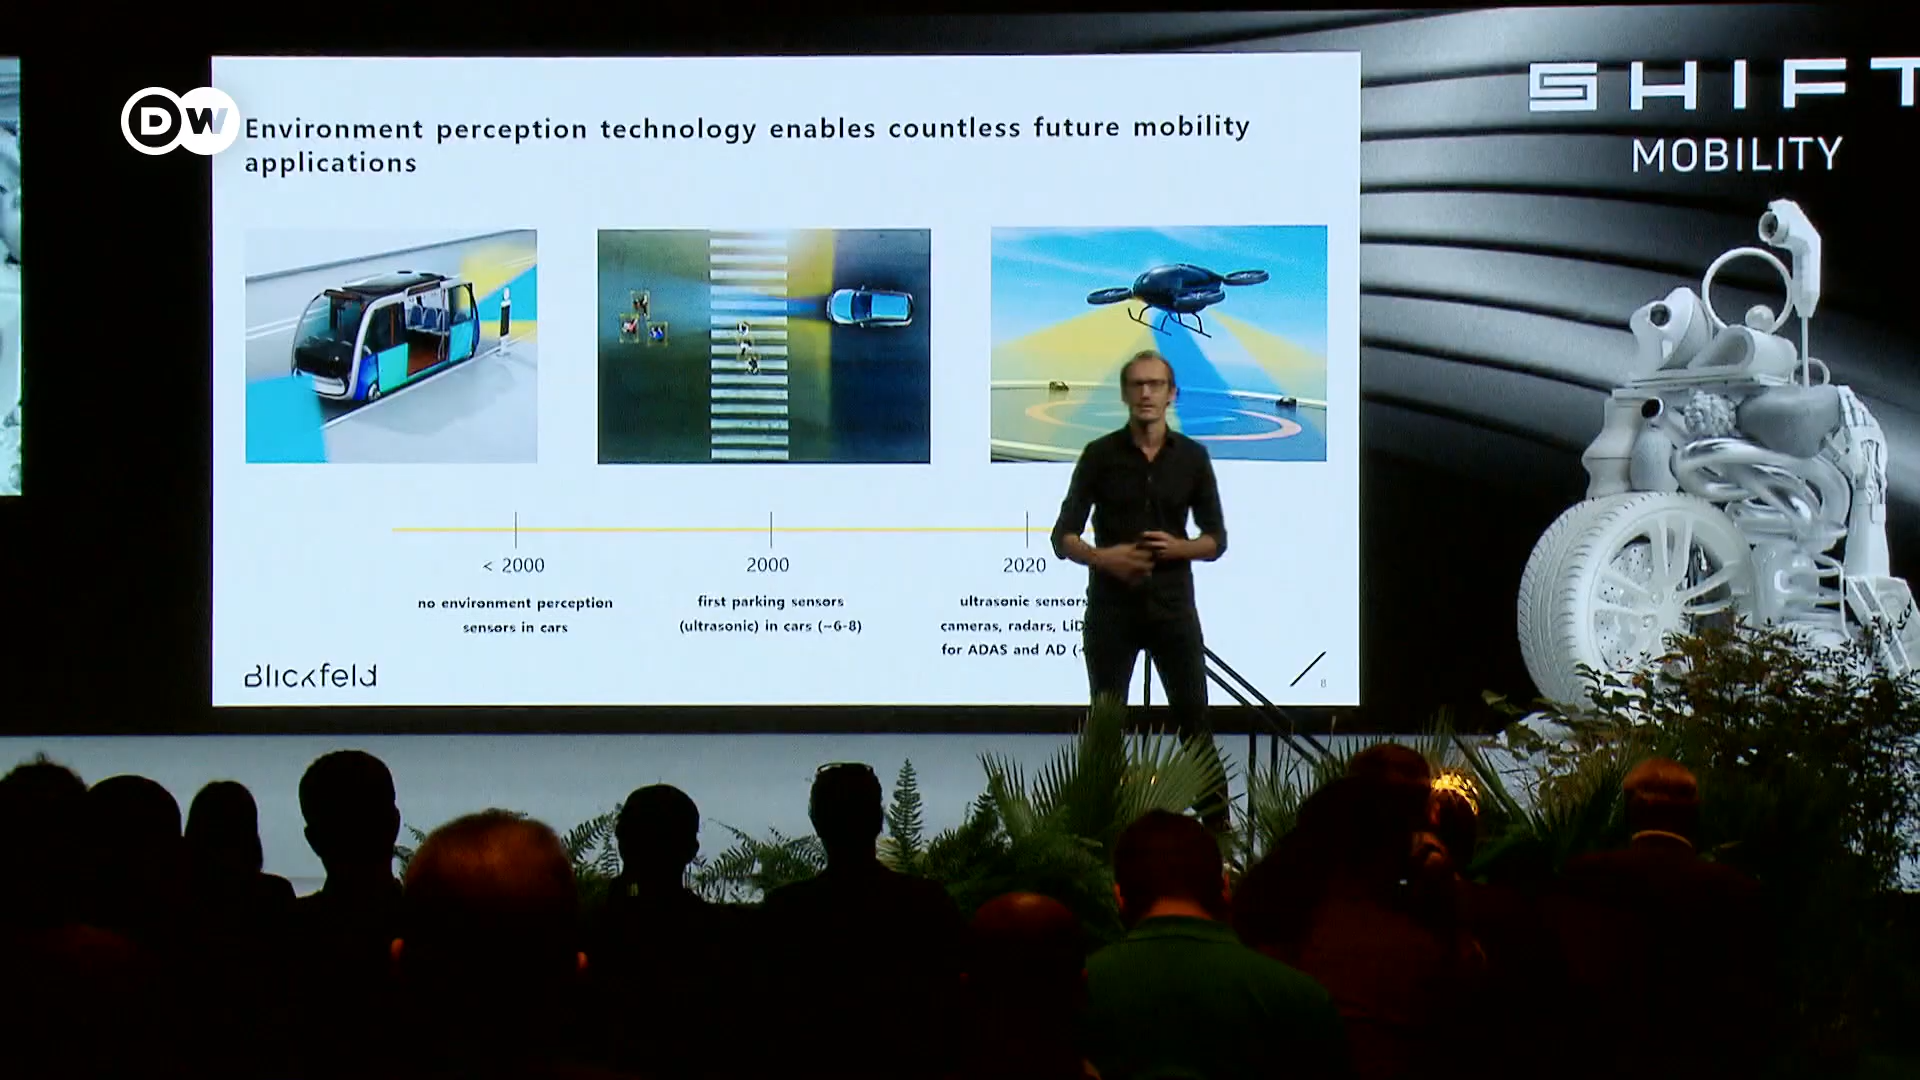 DW
Environment perception technology enables countless future mobility
applications
SHIFT
MOBILITY
< 2000
2000
2020
no environment perception
sensors in cars
first parking sensors
(ultrasonic) in cars (~6-8)
ultrasonic sensors
cameras, radars,
for ADAS and AD
Blickfeld
8